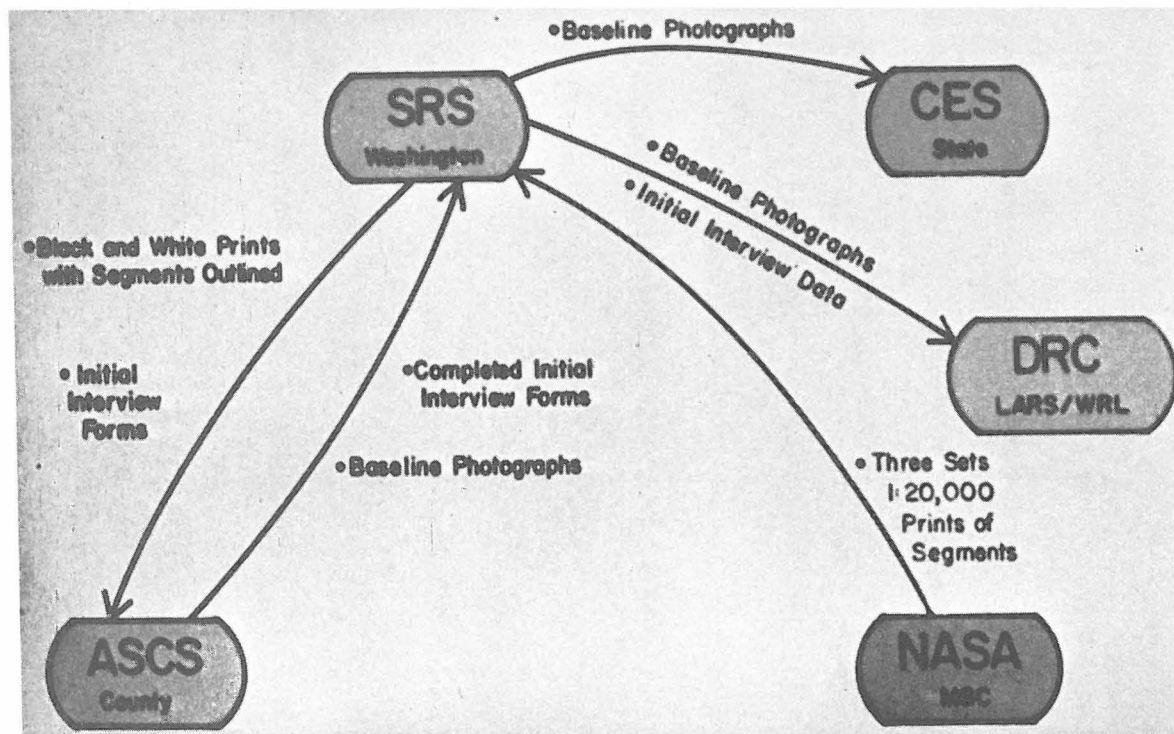 •Baseline Photographs
SRS
Washington
CES
State
•Baseline Photographs
•Initial Interview Data
•Black and White Prints
with Segments Outlined
•Initial
Interview
Forms
•Completed Initial
Interview Forms
•Baseline Photographs
DRC
LARS/WRL
•Three Sets
1:20,000
Prints of
Segments
ASCS
County
NASA
MSC